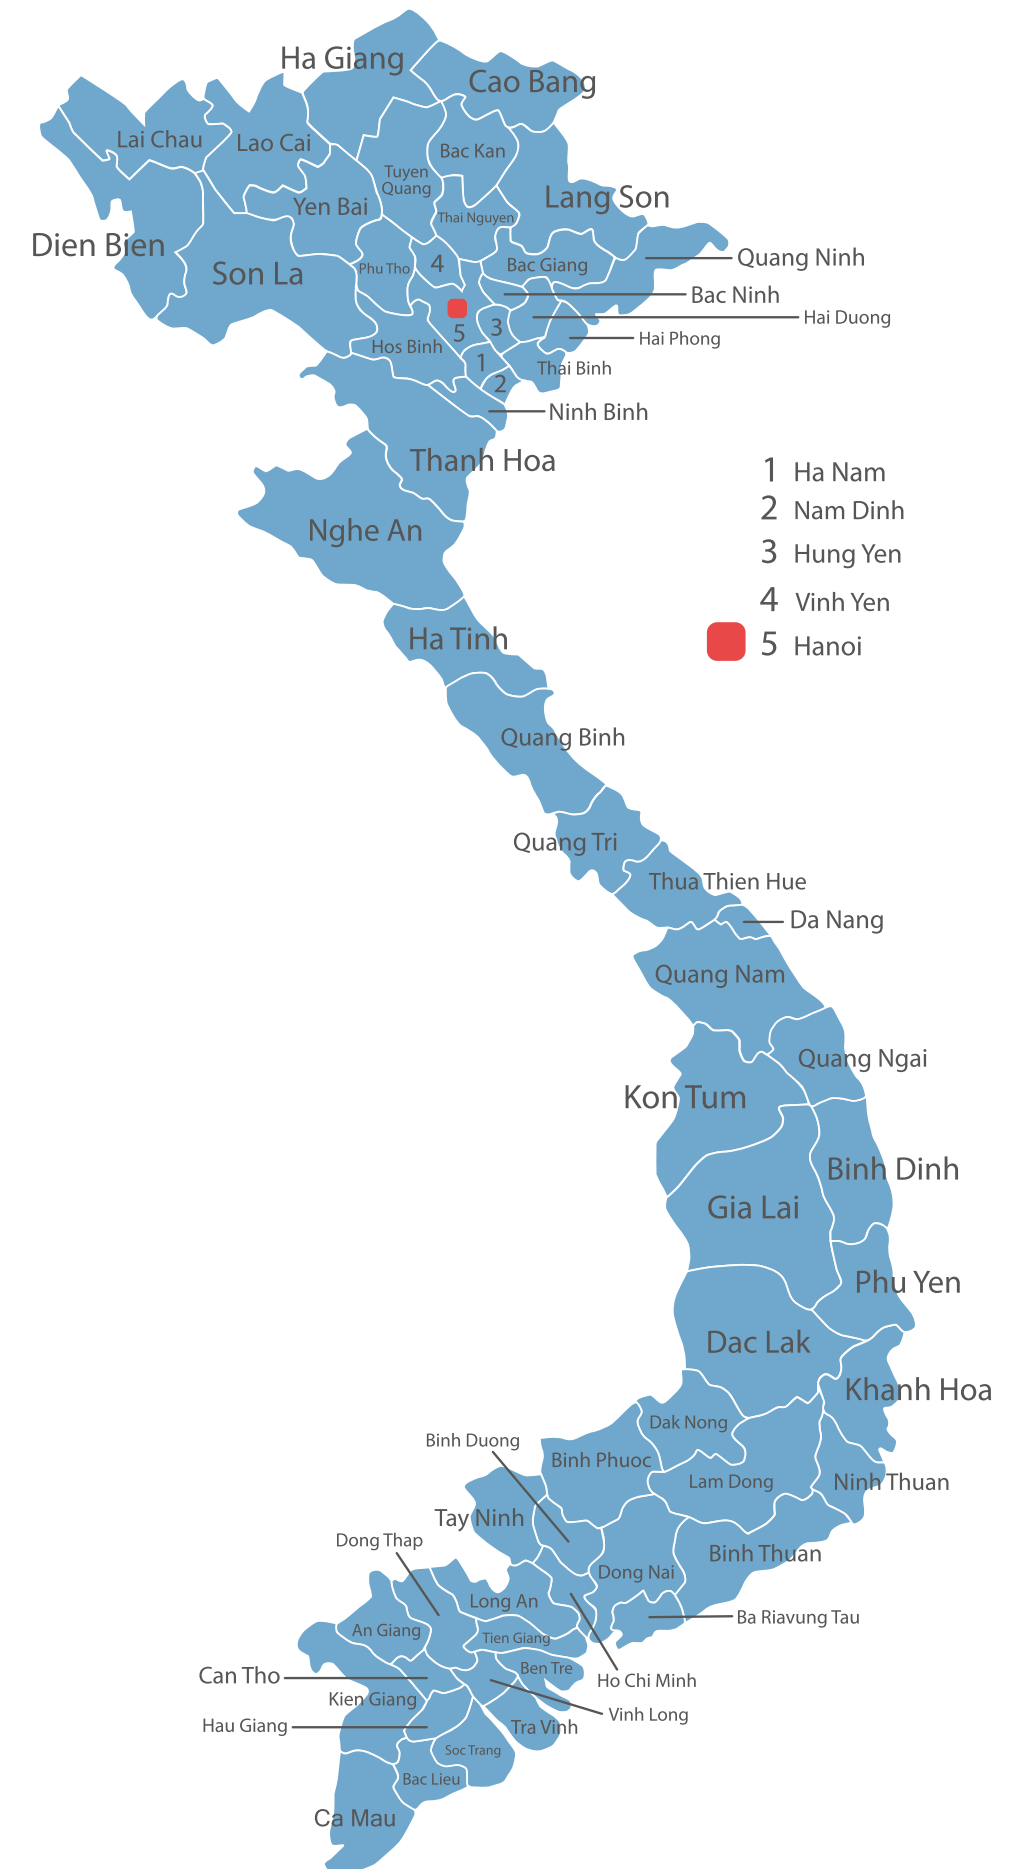 Ha Giang
Cao Bang
Lai Chau
Lao Cai
Bac Kan
Tuyen
Quang
Yen Bai
Lang Son
Thai Nguyen
Dien Bien
Son La
Phu Tho
4
Bac Giang
Quang Ninh
Bac Ninh
Hai Duong
5
3
Hai Phong
Hos Binh
1
Thai Binh
2
Ninh Binh
Thanh Hoa
1 Ha Nam
2 Nam Dinh
3 Hung Yen
4 Vinh Yen
5 Hanoi
Nghe An
Ha Tinh
Quang Binh
Quang Tri
Thua Thien Hue
Da Nang
Quang Nam
Quang Ngai
Kon Tum
Binh Dinh
Gia Lai
Phu Yen
Dac Lak
Khanh Hoa
Dak Nong
Binh Duong
Binh Phuoc
Lam Dong
Ninh Thuan
Tay Ninh
Dong Thap
Binh Thuan
Dong Nai
Long An
Ba Riavung Tau
An Giang
Tien Giang
Ben Tre
Can Tho
Ho Chi Minh
Kien Giang
Vinh Long
Hau Giang
Tra Vinh
Soc Trang
Bac Lieu
Ca Mau